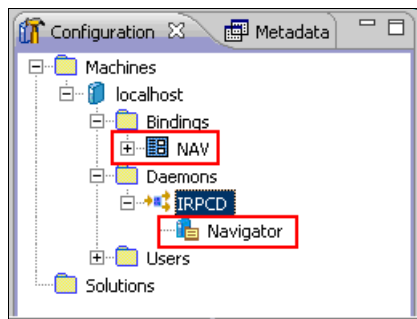 Configuration Metadata
Machines
localhost
Bindings
NAV
Daemons
IRPCD
Navigator
Users
Solutions